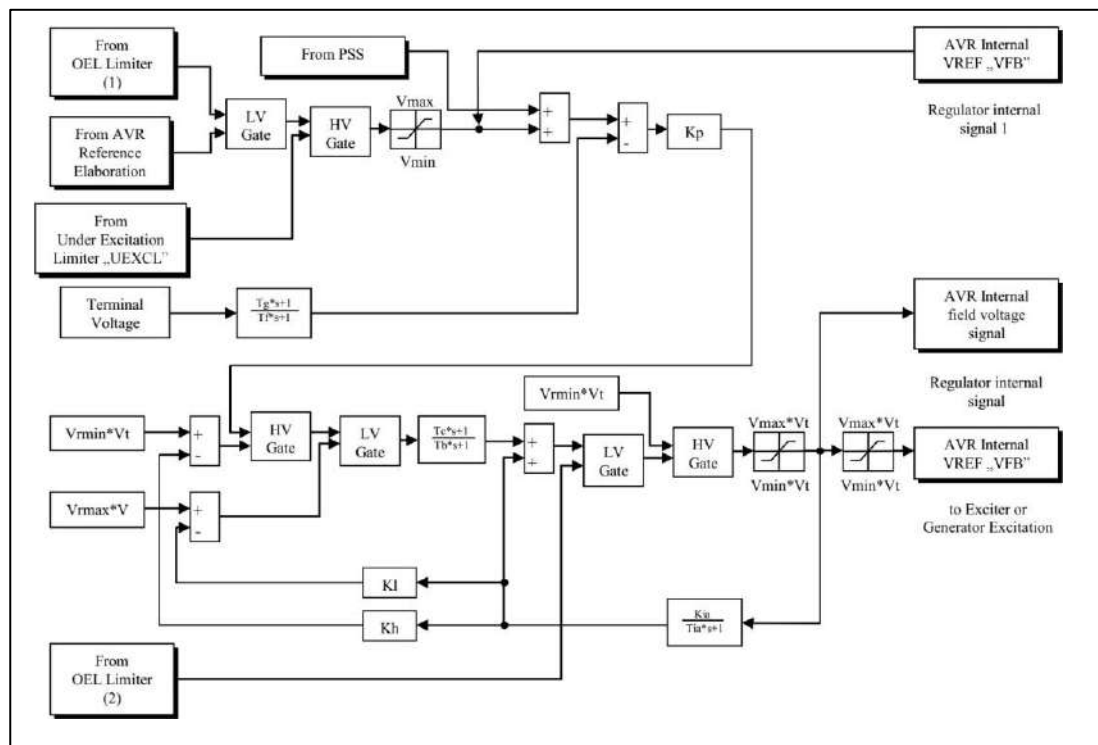 From
OEL Limiter
(1)
From PSS
AVR Internal
VREF „VFB”
Regulator internal
signal 1
From AVR
Reference
Elaboration
LV
Gate
HV
Gate
Vmax
Vmin
+
+
+
-
Kp
From
Under Excitation
Limiter „UEXCL”
Terminal
Voltage
Tg*s+1
Tf*s+1
AVR Internal
field voltage
signal
Regulator internal
signal
Vrmin*Vt
Vrmin*Vt
+
-
HV
Gate
LV
Gate
Tc*s+1
Tb*s+1
+
+
LV
Gate
HV
Gate
Vmax*Vt
Vmin*Vt
Vmax*Vt
Vmin*Vt
AVR Internal
VREF „VFB”
to Exciter or
Generator Excitation
Vrmax*V
+
-
Kl
Kh
Kia
Tia*s+1
From
OEL Limiter
(2)